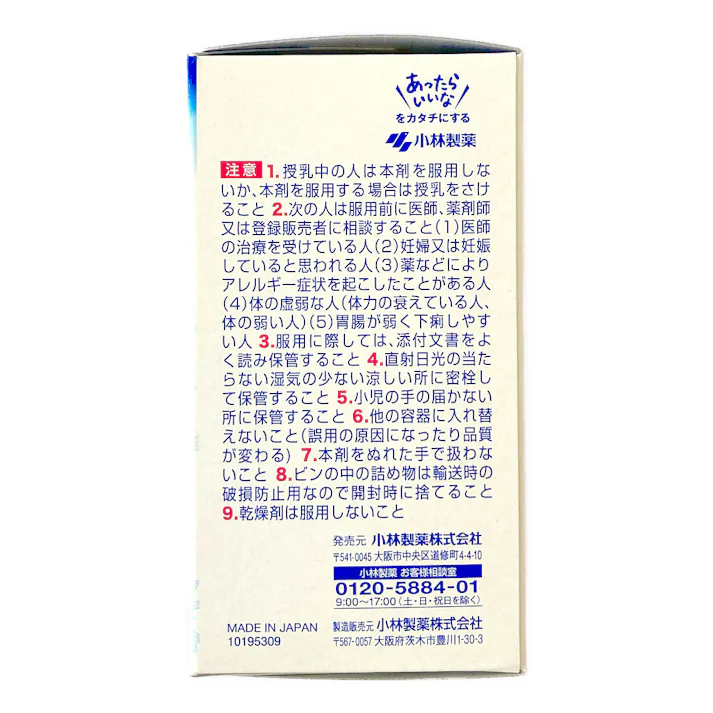 あったら
いいな
をカタチにする
小林製薬
注意 1.授乳中の人は本剤を服用しな
いか、本剤を服用する場合は授乳をさけ
ること 2.次の人は服用前に医師、薬剤師
又は登録販売者に相談すること(1)医師
の治療を受けている人(2)妊婦又は妊娠
していると思われる人(3)薬などにより
アレルギー症状を起こしたことがある人
(4)体の虚弱な人(体力の衰えている人、
体の弱い人)(5)胃腸が弱く下痢しやす
い人 3.服用に際しては、添付文書をよ
く読み保管すること 4.直射日光の当た
らない湿気の少ない涼しい所に密栓し
て保管すること 5.小児の手の届かない
所に保管すること 6.他の容器に入れ替
えないこと(誤用の原因になったり品質
が変わる) 7.本剤をぬれた手で扱わな
いこと 8.ビンの中の詰め物は輸送時の
破損防止用なので開封時に捨てること
9.乾燥剤は服用しないこと
発売元 小林製薬株式会社
〒541-0045 大阪市中央区道修町4-4-10
小林製薬 お客様相談室
0120-5884-01
9:00~17:00(土・日・祝日を除く)
製造販売元 小林製薬株式会社
〒567-0057 大阪府茨木市豊川1-30-3
MADE IN JAPAN
10195309